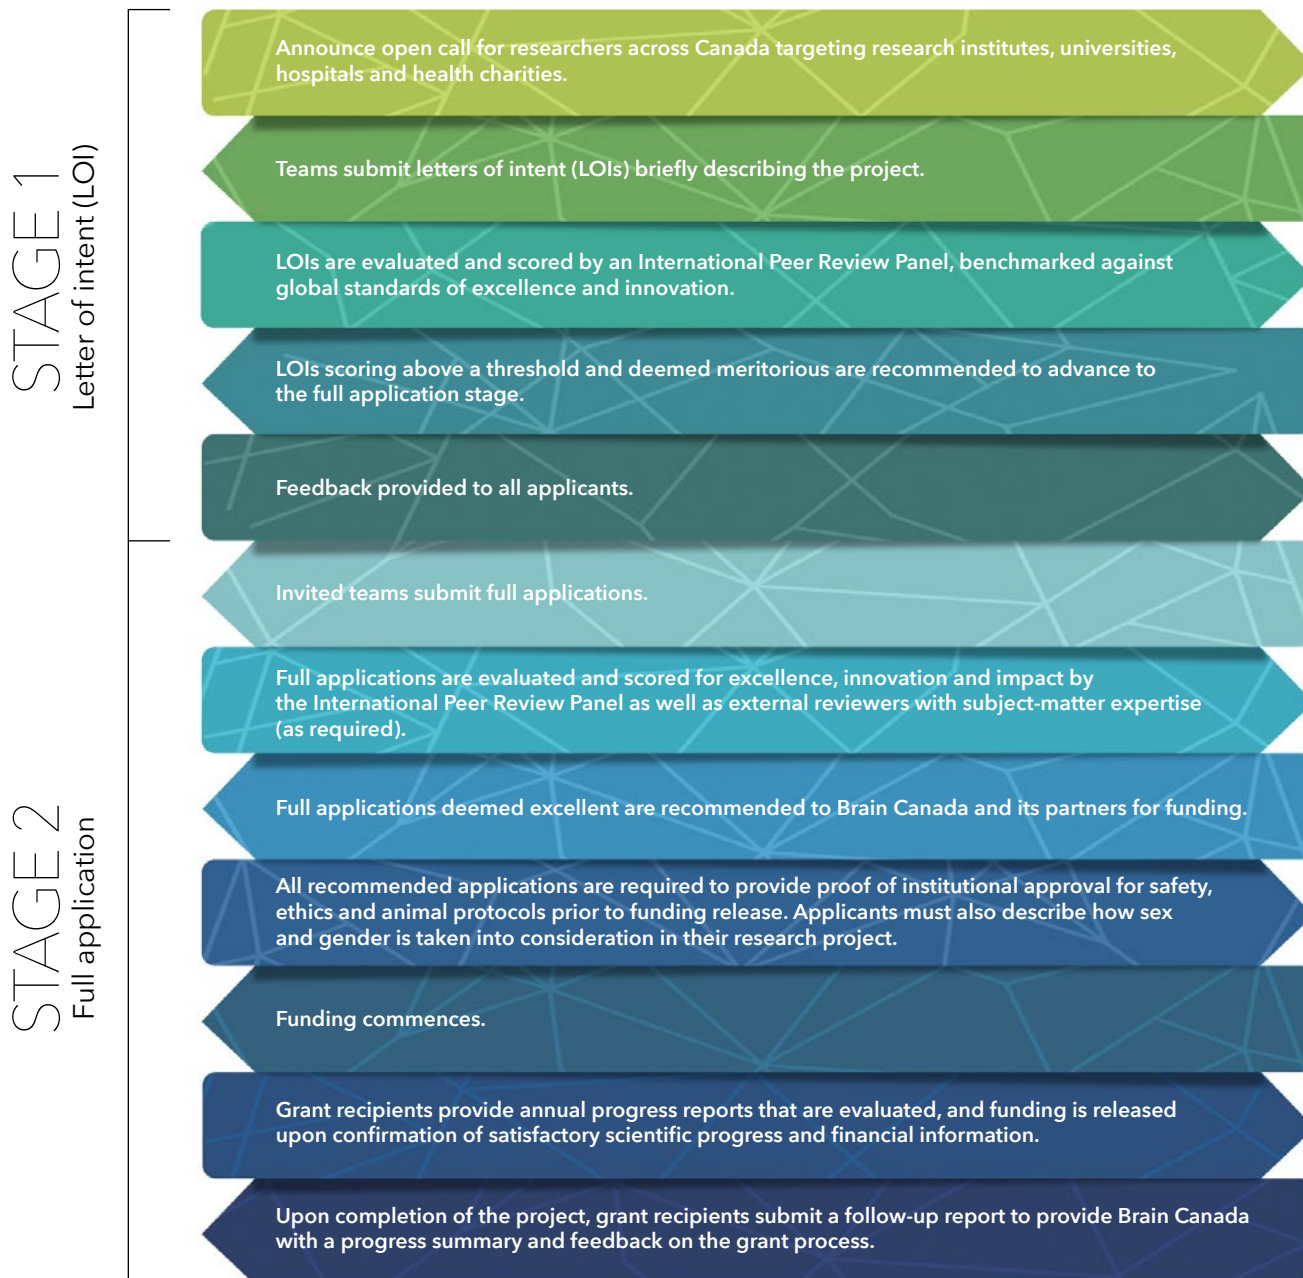 STAGE 1
Letter of intent (LOI)
Announce open call for researchers across Canada targeting research institutes, universities,
hospitals and health charities.
Teams submit letters of intent (LOIs) briefly describing the project.
LOIs are evaluated and scored by an International Peer Review Panel, benchmarked against
global standards of excellence and innovation.
LOIs scoring above a threshold and deemed meritorious are recommended to advance to
the full application stage.
Feedback provided to all applicants.
STAGE 2
Full application
Invited teams submit full applications.
Full applications are evaluated and scored for excellence, innovation and impact by
the International Peer Review Panel as well as external reviewers with subject-matter expertise
(as required).
Full applications deemed excellent are recommended to Brain Canada and its partners for funding.
All recommended applications are required to provide proof of institutional approval for safety,
ethics and animal protocols prior to funding release. Applicants must also describe how sex
and gender is taken into consideration in their research project.
Funding commences.
Grant recipients provide annual progress reports that are evaluated, and funding is released
upon confirmation of satisfactory scientific progress and financial information.
Upon completion of the project, grant recipients submit a follow-up report to provide Brain Canada
with a progress summary and feedback on the grant process.